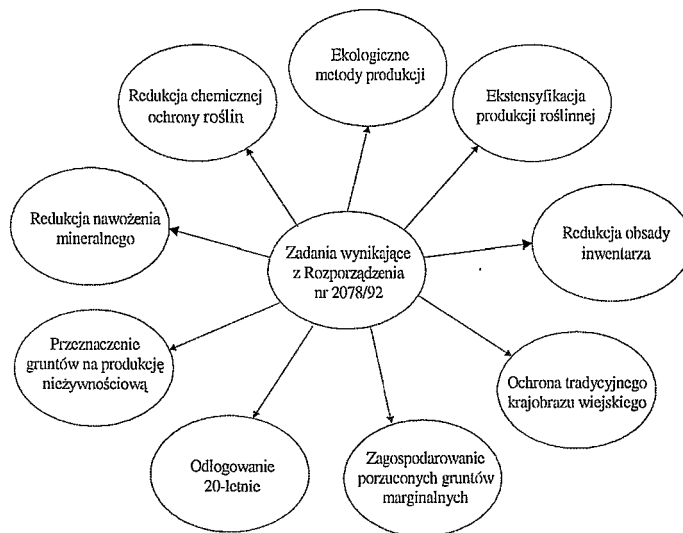 Ekologiczne
metody produkcji
Redukcja chemicznej
ochrony roślin
Ekstensyfikacja
produkcji roślinnej
Redukcja nawożenia
mineralnego
Zadania wynikające
z Rozporządzenia
nr 2078/92
Redukcja obsady
inwentarza
Przeznaczenie
gruntów na produkcję
nieżywnościową
Ochrona tradycyjnego
krajobrazu wiejskiego
Odłogowanie
20-letnie
Zagospodarowanie
porzuconych gruntów
marginalnych